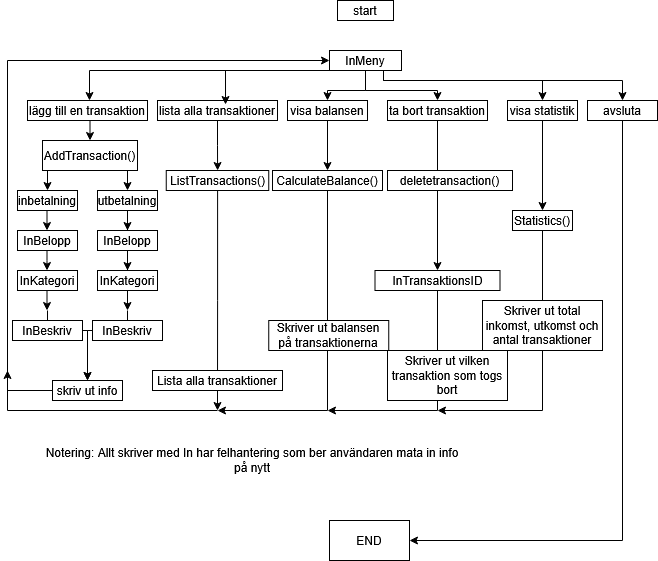 start
InMeny
lägg till en transaktion
lista alla transaktioner
visa balansen
ta bort transaktion
visa statistik
avsluta
AddTransaction()
ListTransactions()
CalculateBalance()
deletetransaction()
inbetalning
utbetalning
Statistics()
InBelopp
InBelopp
InKategori
InKategori
InTransaktionsID
InBeskriv
InBeskriv
Skriver ut balansen
på transaktionerna
Skriver ut total
inkomst, utkomst och
antal transaktioner
skriv ut info
Lista alla transaktioner
Skriver ut vilken
transaktion som togs
bort
Notering: Allt skriver med In har felhantering som ber användaren mata in info
på nytt
END